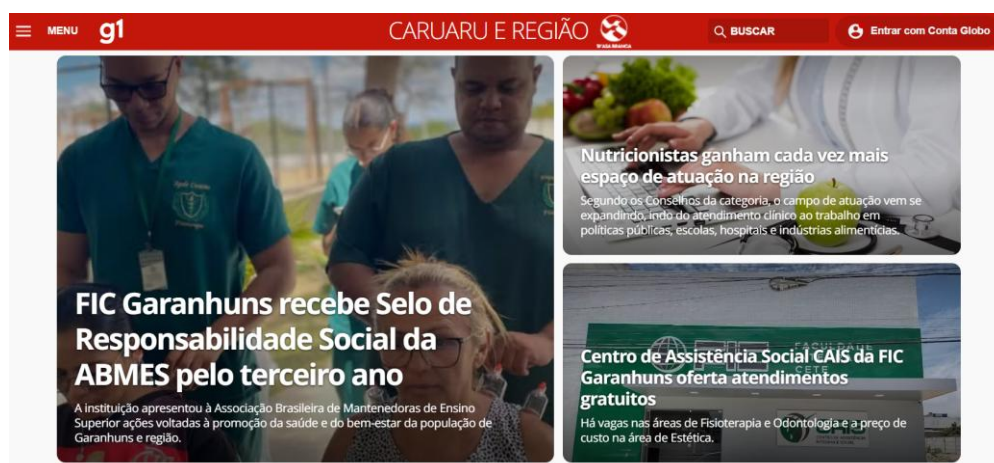 MENU g1 CARUARU E REGIÃO BUSCAR Entrar com Conta Globo
FIC Garanhuns recebe Selo de
Responsabilidade Social da
ABMES pelo terceiro ano
A instituição apresentou à Associação Brasileira de Mantenedoras de Ensino
Superior ações voltadas à promoção da saúde e do bem-estar da população de
Garanhuns e região.
Nutricionistas ganham cada vez mais
espaço de atuação na região
Segundo os Conselhos da categoria, o campo de atuação vem se
expandindo, indo do atendimento clínico ao trabalho em
políticas públicas, escolas, hospitais e indústrias alimentícias.
FIC FACULDADE
CETE
Centro de Assistência Social CAIS da FIC
Garanhuns oferta atendimentos
gratuitos
Há vagas nas áreas de Fisioterapia e Odontologia e a preço de
custo na área de Estética.
CAIS